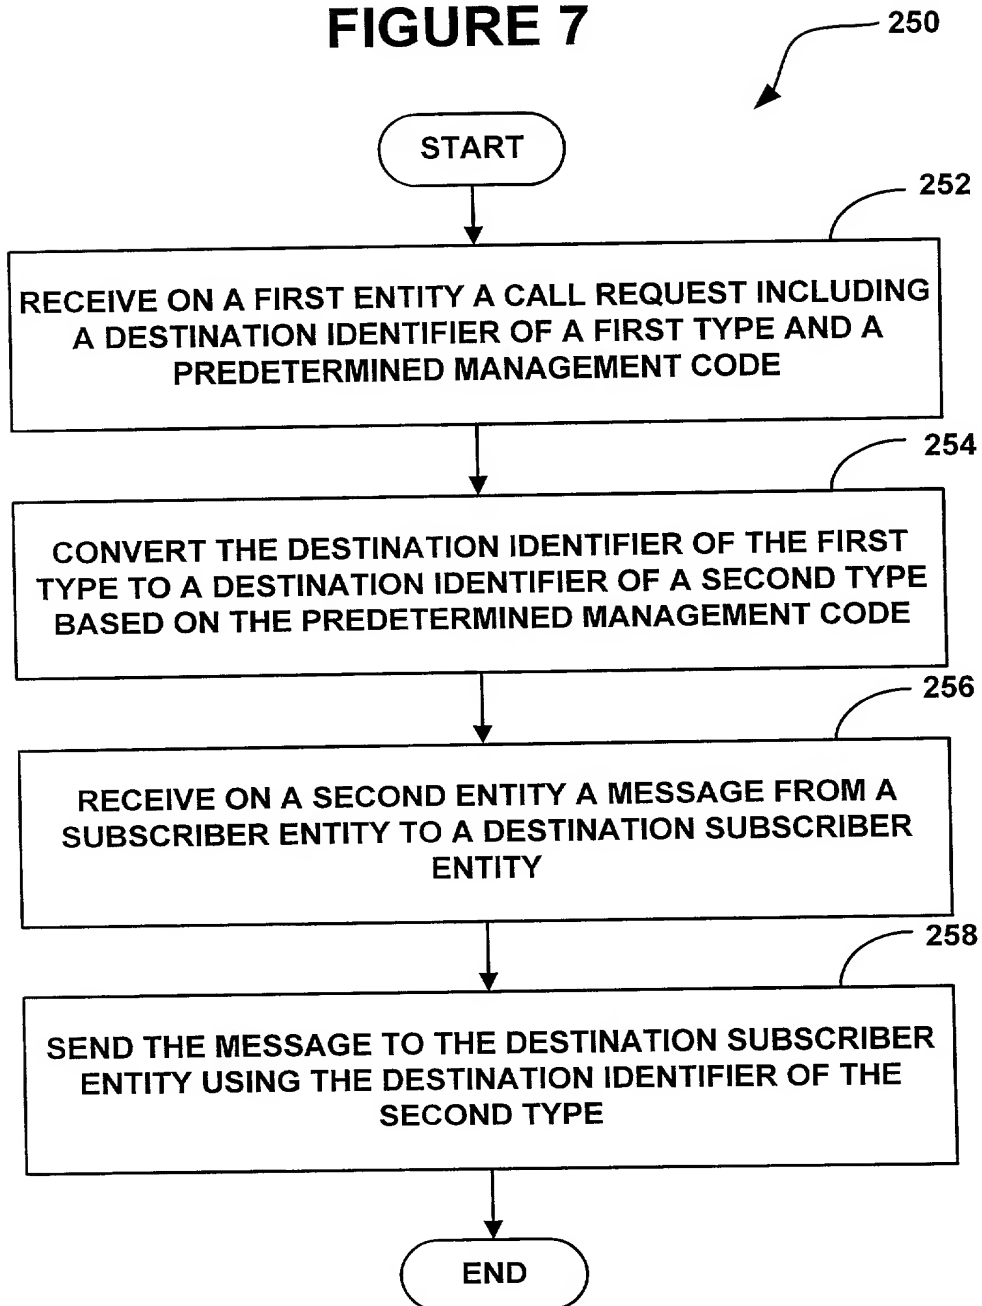 FIGURE 7
250
START
252
RECEIVE ON A FIRST ENTITY A CALL REQUEST INCLUDING
A DESTINATION IDENTIFIER OF A FIRST TYPE AND A
PREDETERMINED MANAGEMENT CODE
254
CONVERT THE DESTINATION IDENTIFIER OF THE FIRST
TYPE TO A DESTINATION IDENTIFIER OF A SECOND TYPE
BASED ON THE PREDETERMINED MANAGEMENT CODE
256
RECEIVE ON A SECOND ENTITY A MESSAGE FROM A
SUBSCRIBER ENTITY TO A DESTINATION SUBSCRIBER
ENTITY
258
SEND THE MESSAGE TO THE DESTINATION SUBSCRIBER
ENTITY USING THE DESTINATION IDENTIFIER OF THE
SECOND TYPE
END